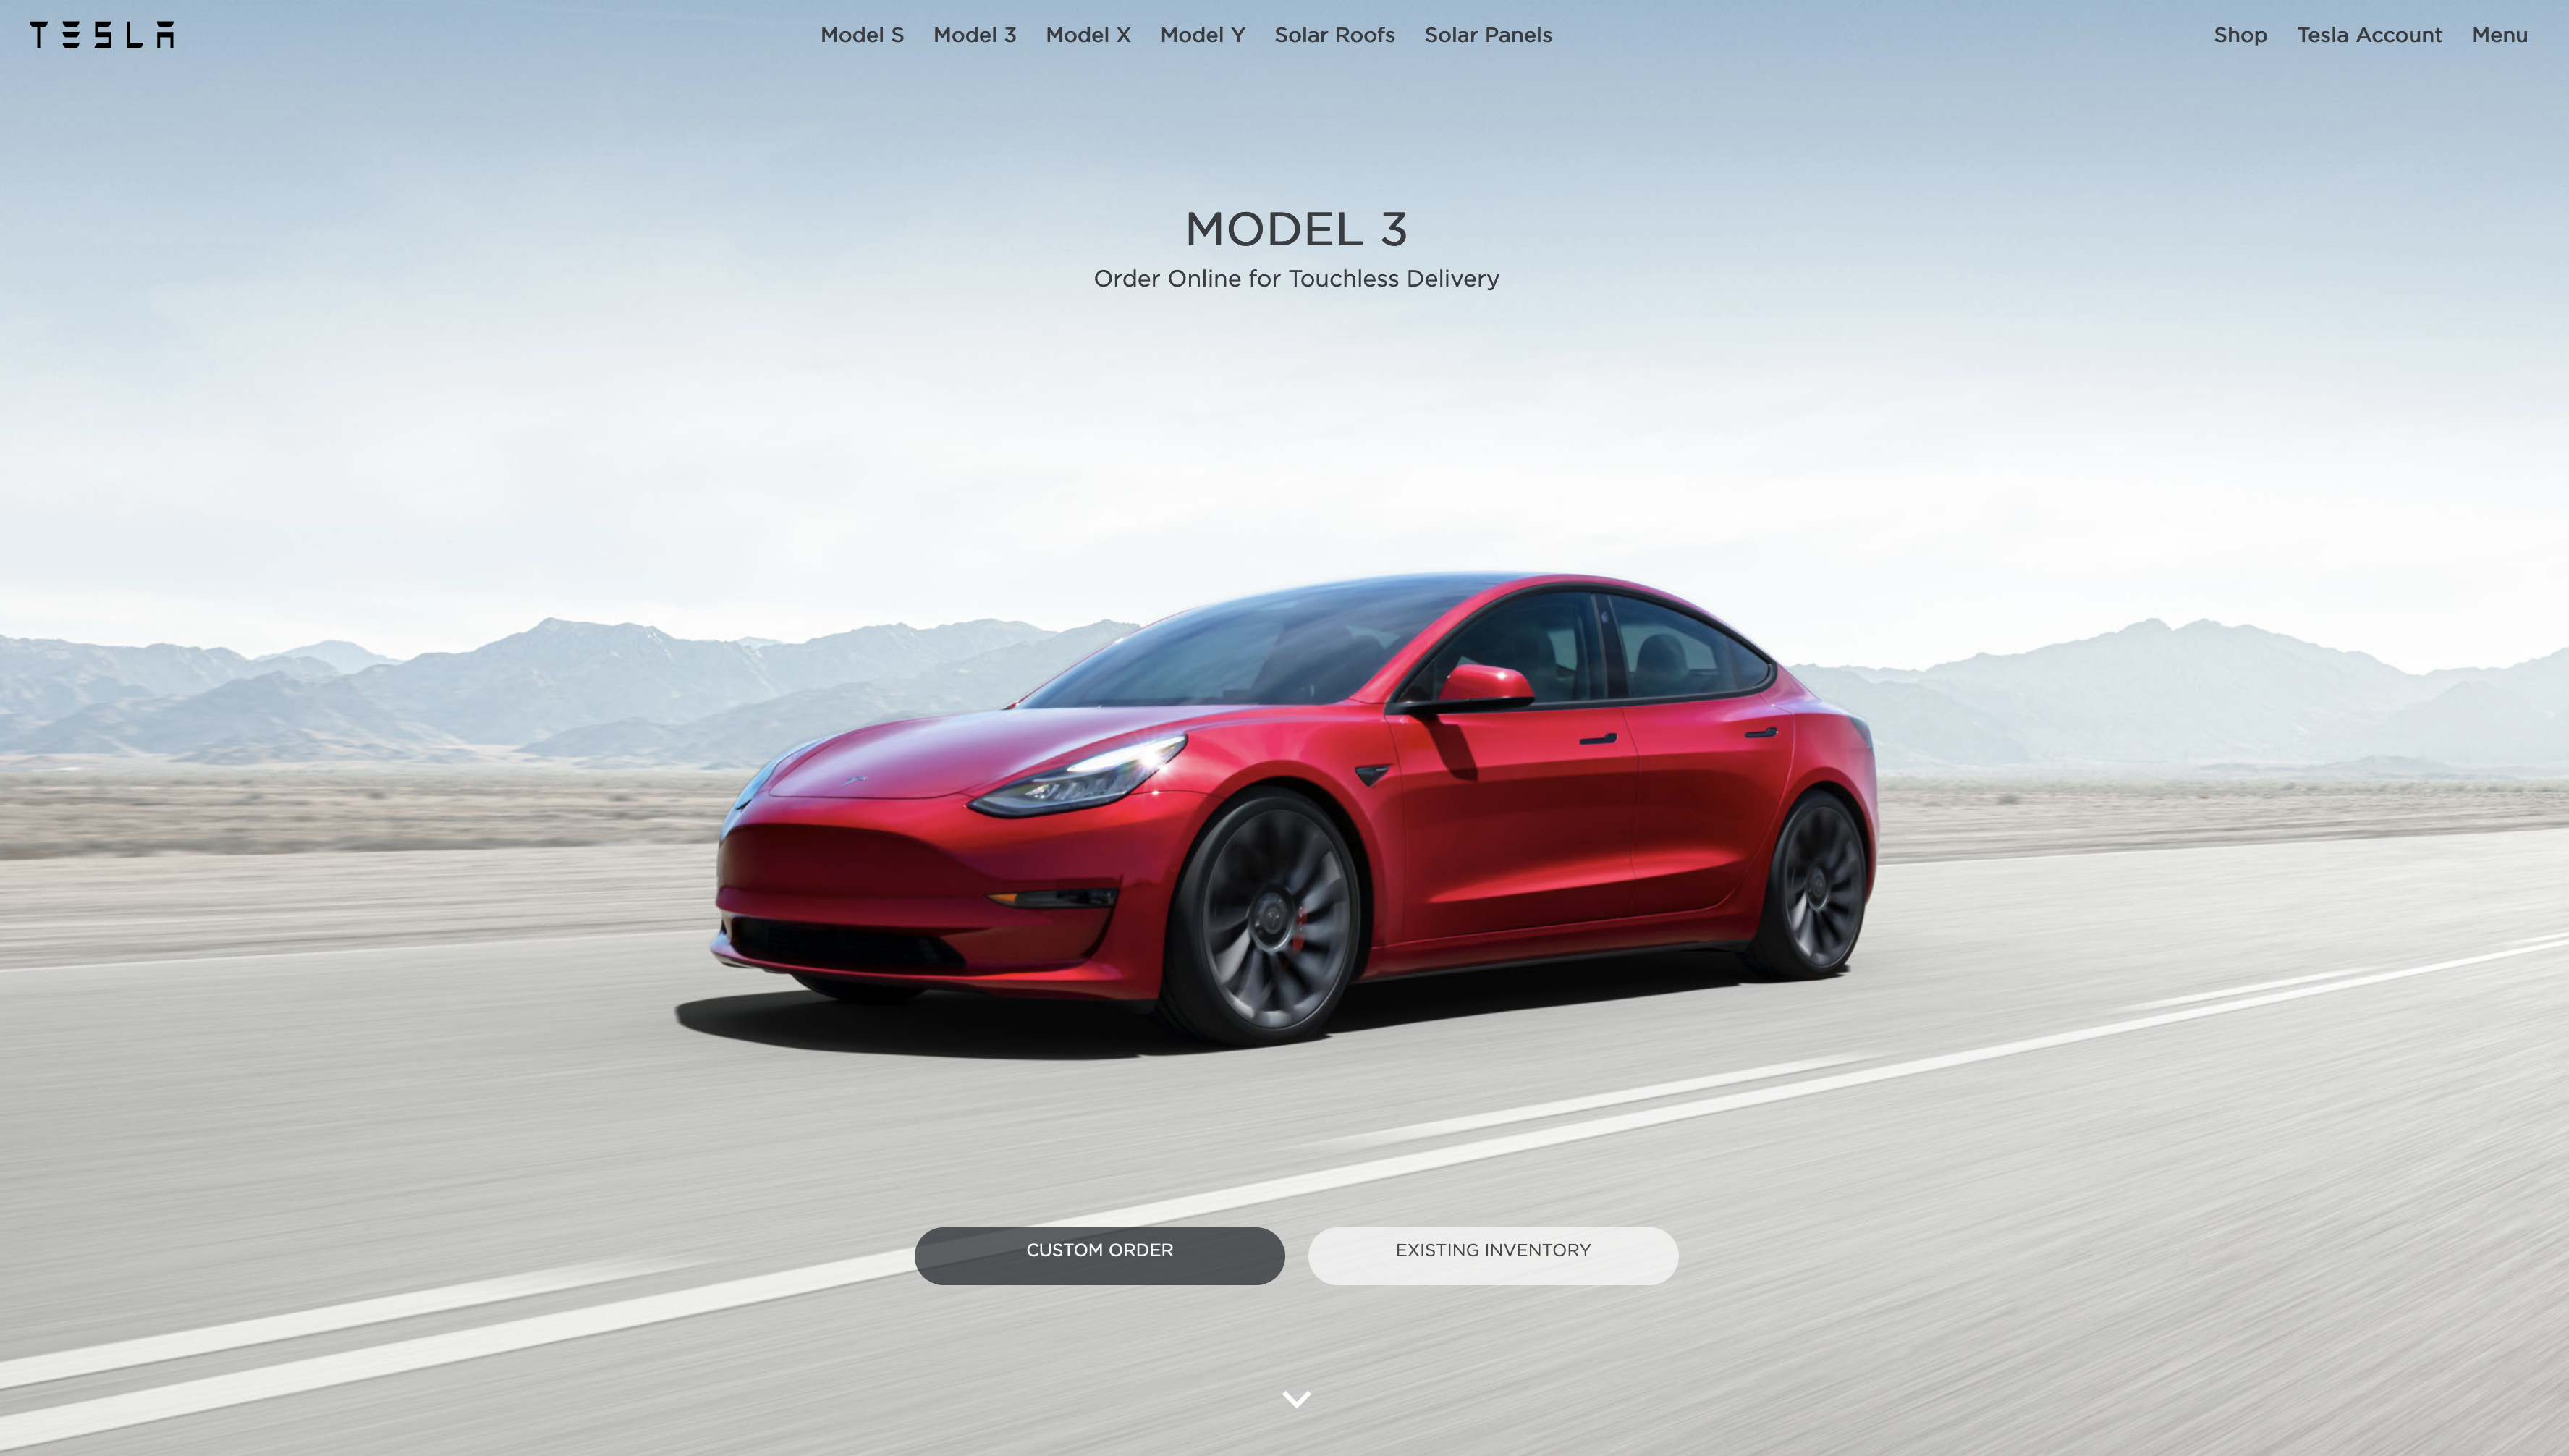 TESLA
Model S Model 3 Model X Model Y Solar Roofs Solar Panels
Shop Tesla Account Menu
MODEL 3
Order Online for Touchless Delivery
CUSTOM ORDER
EXISTING INVENTORY